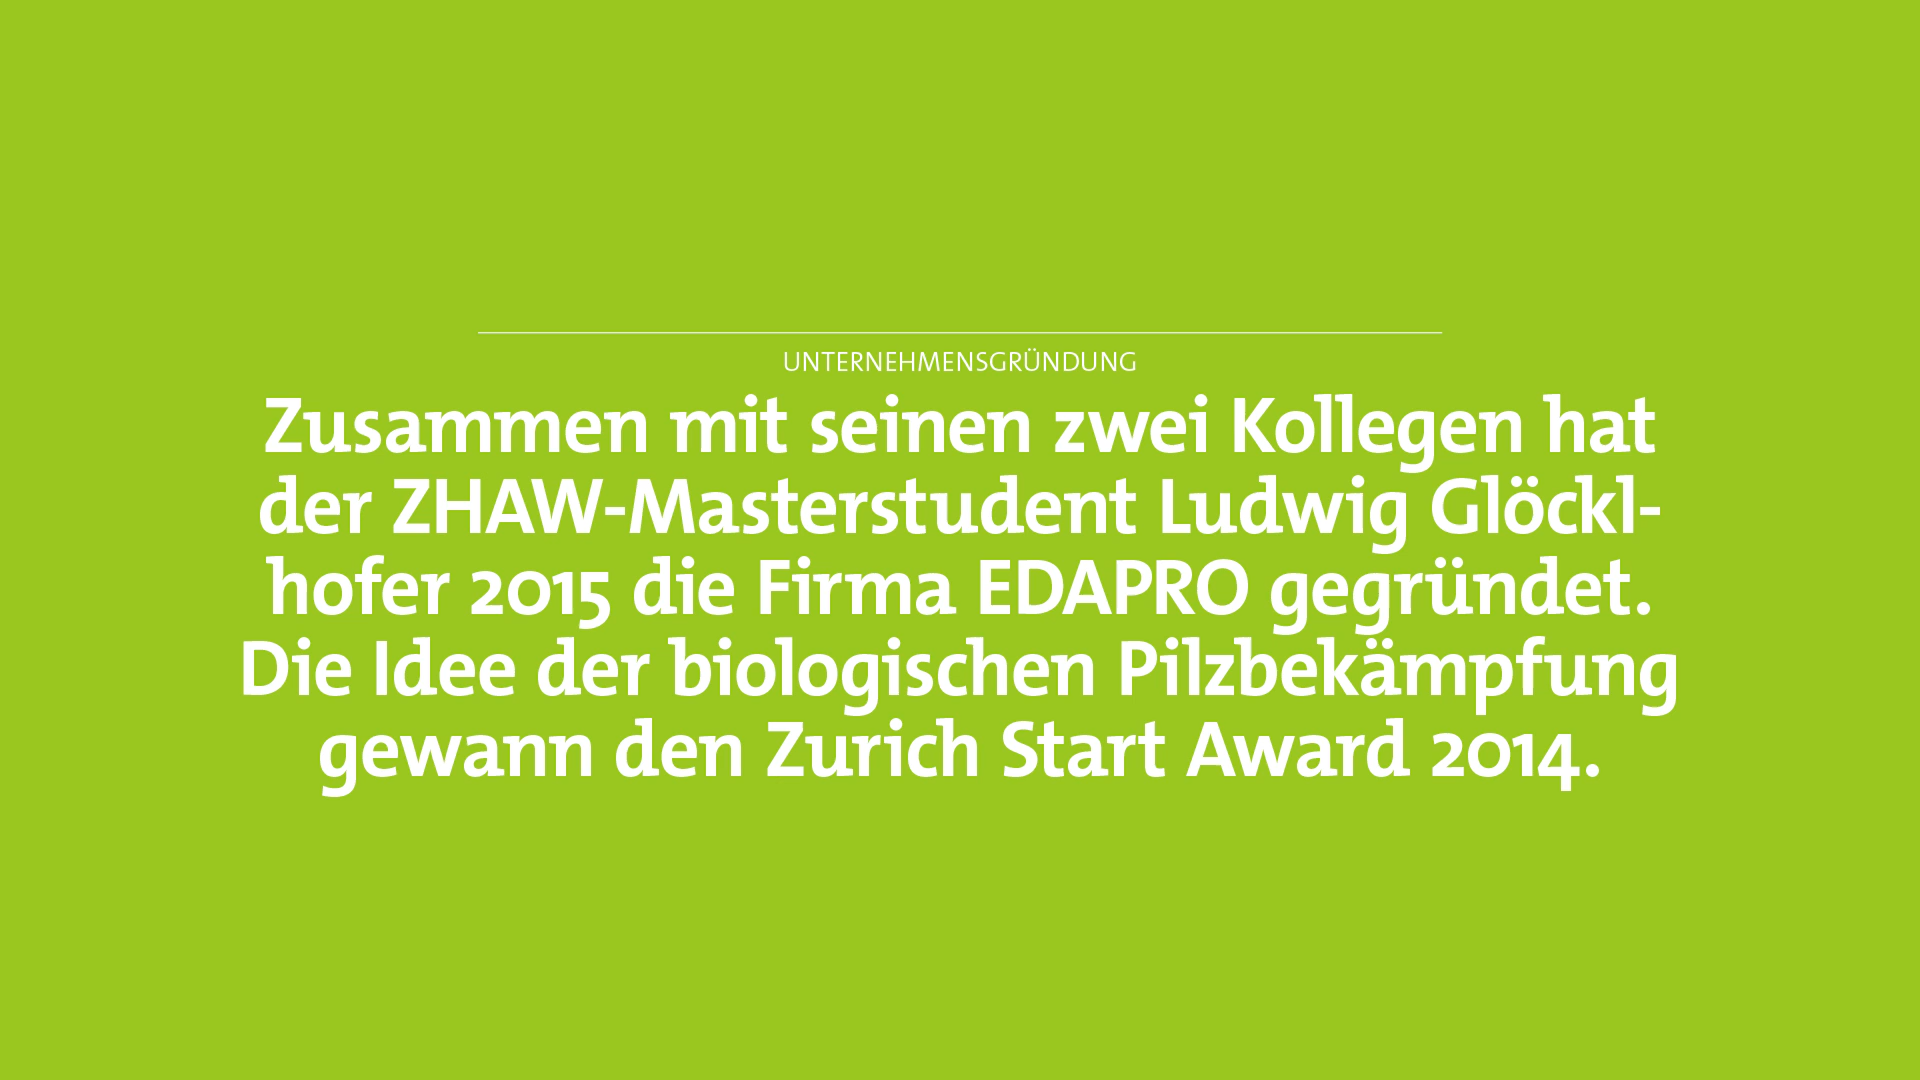 UNTERNEHMENSGRÜNDUNG
Zusammen mit seinen zwei Kollegen hat
der ZHAW-Masterstudent Ludwig Glöckl-
hofer 2015 die Firma EDAPRO gegründet.
Die Idee der biologischen Pilzbekämpfung
gewann den Zurich Start Award 2014.